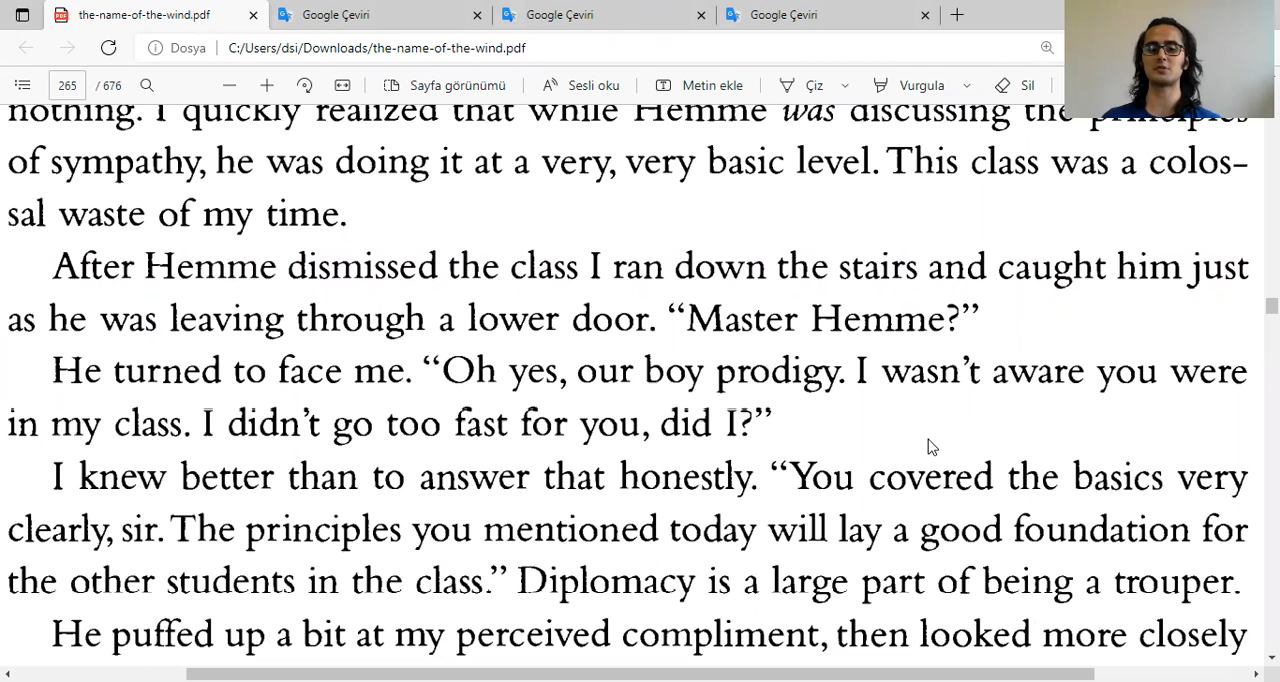 the-name-of-the-wind.pdf
Google Çeviri
Google Çeviri
Google Çeviri
Dosya
C:/Users/dsi/Downloads/the-name-of-the-wind.pdf
265 / 676
Sayfa görünümü
Sesli oku
Metin ekle
Çiz
Vurgula
Sil
nothing. I quickly realized that while Hemme was discussing the principles
of sympathy, he was doing it at a very, very basic level. This class was a colos-
sal waste of my time.
After Hemme dismissed the class I ran down the stairs and caught him just
as he was leaving through a lower door. “Master Hemme?”
He turned to face me. “Oh yes, our boy prodigy. I wasn’t aware you were
in my class. I didn’t go too fast for you, did I?”
I knew better than to answer that honestly. “You covered the basics very
clearly, sir. The principles you mentioned today will lay a good foundation for
the other students in the class.” Diplomacy is a large part of being a trouper.
He puffed up a bit at my perceived compliment, then looked more closely